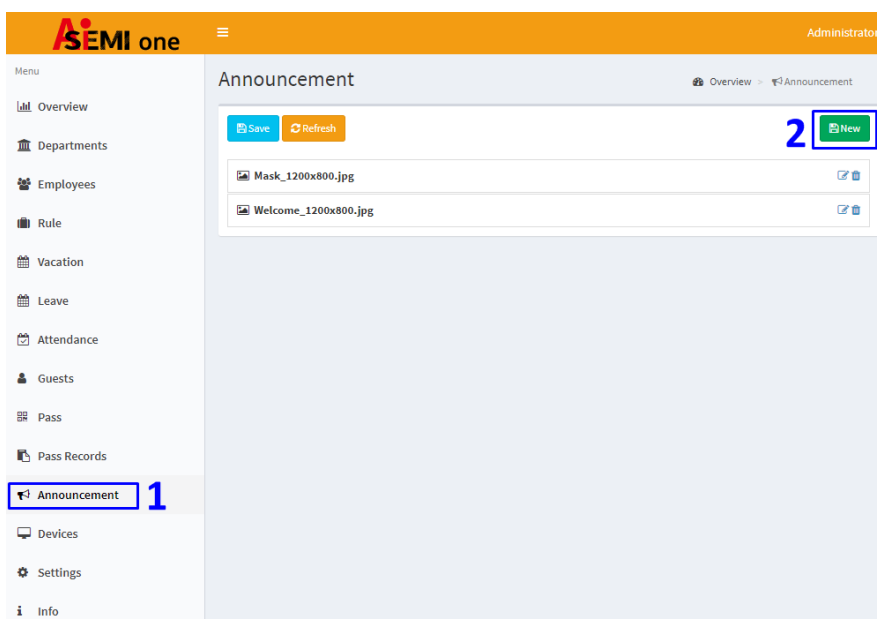 AiSEMI one
Administrator
Menu
Overview
Departments
Employees
Rule
Vacation
Leave
Attendance
Guests
Pass
Pass Records
Announcement 1
Devices
Settings
i Info
Announcement
Overview > Announcement
Save Refresh 2 New
Mask_1200x800.jpg
Welcome_1200x800.jpg